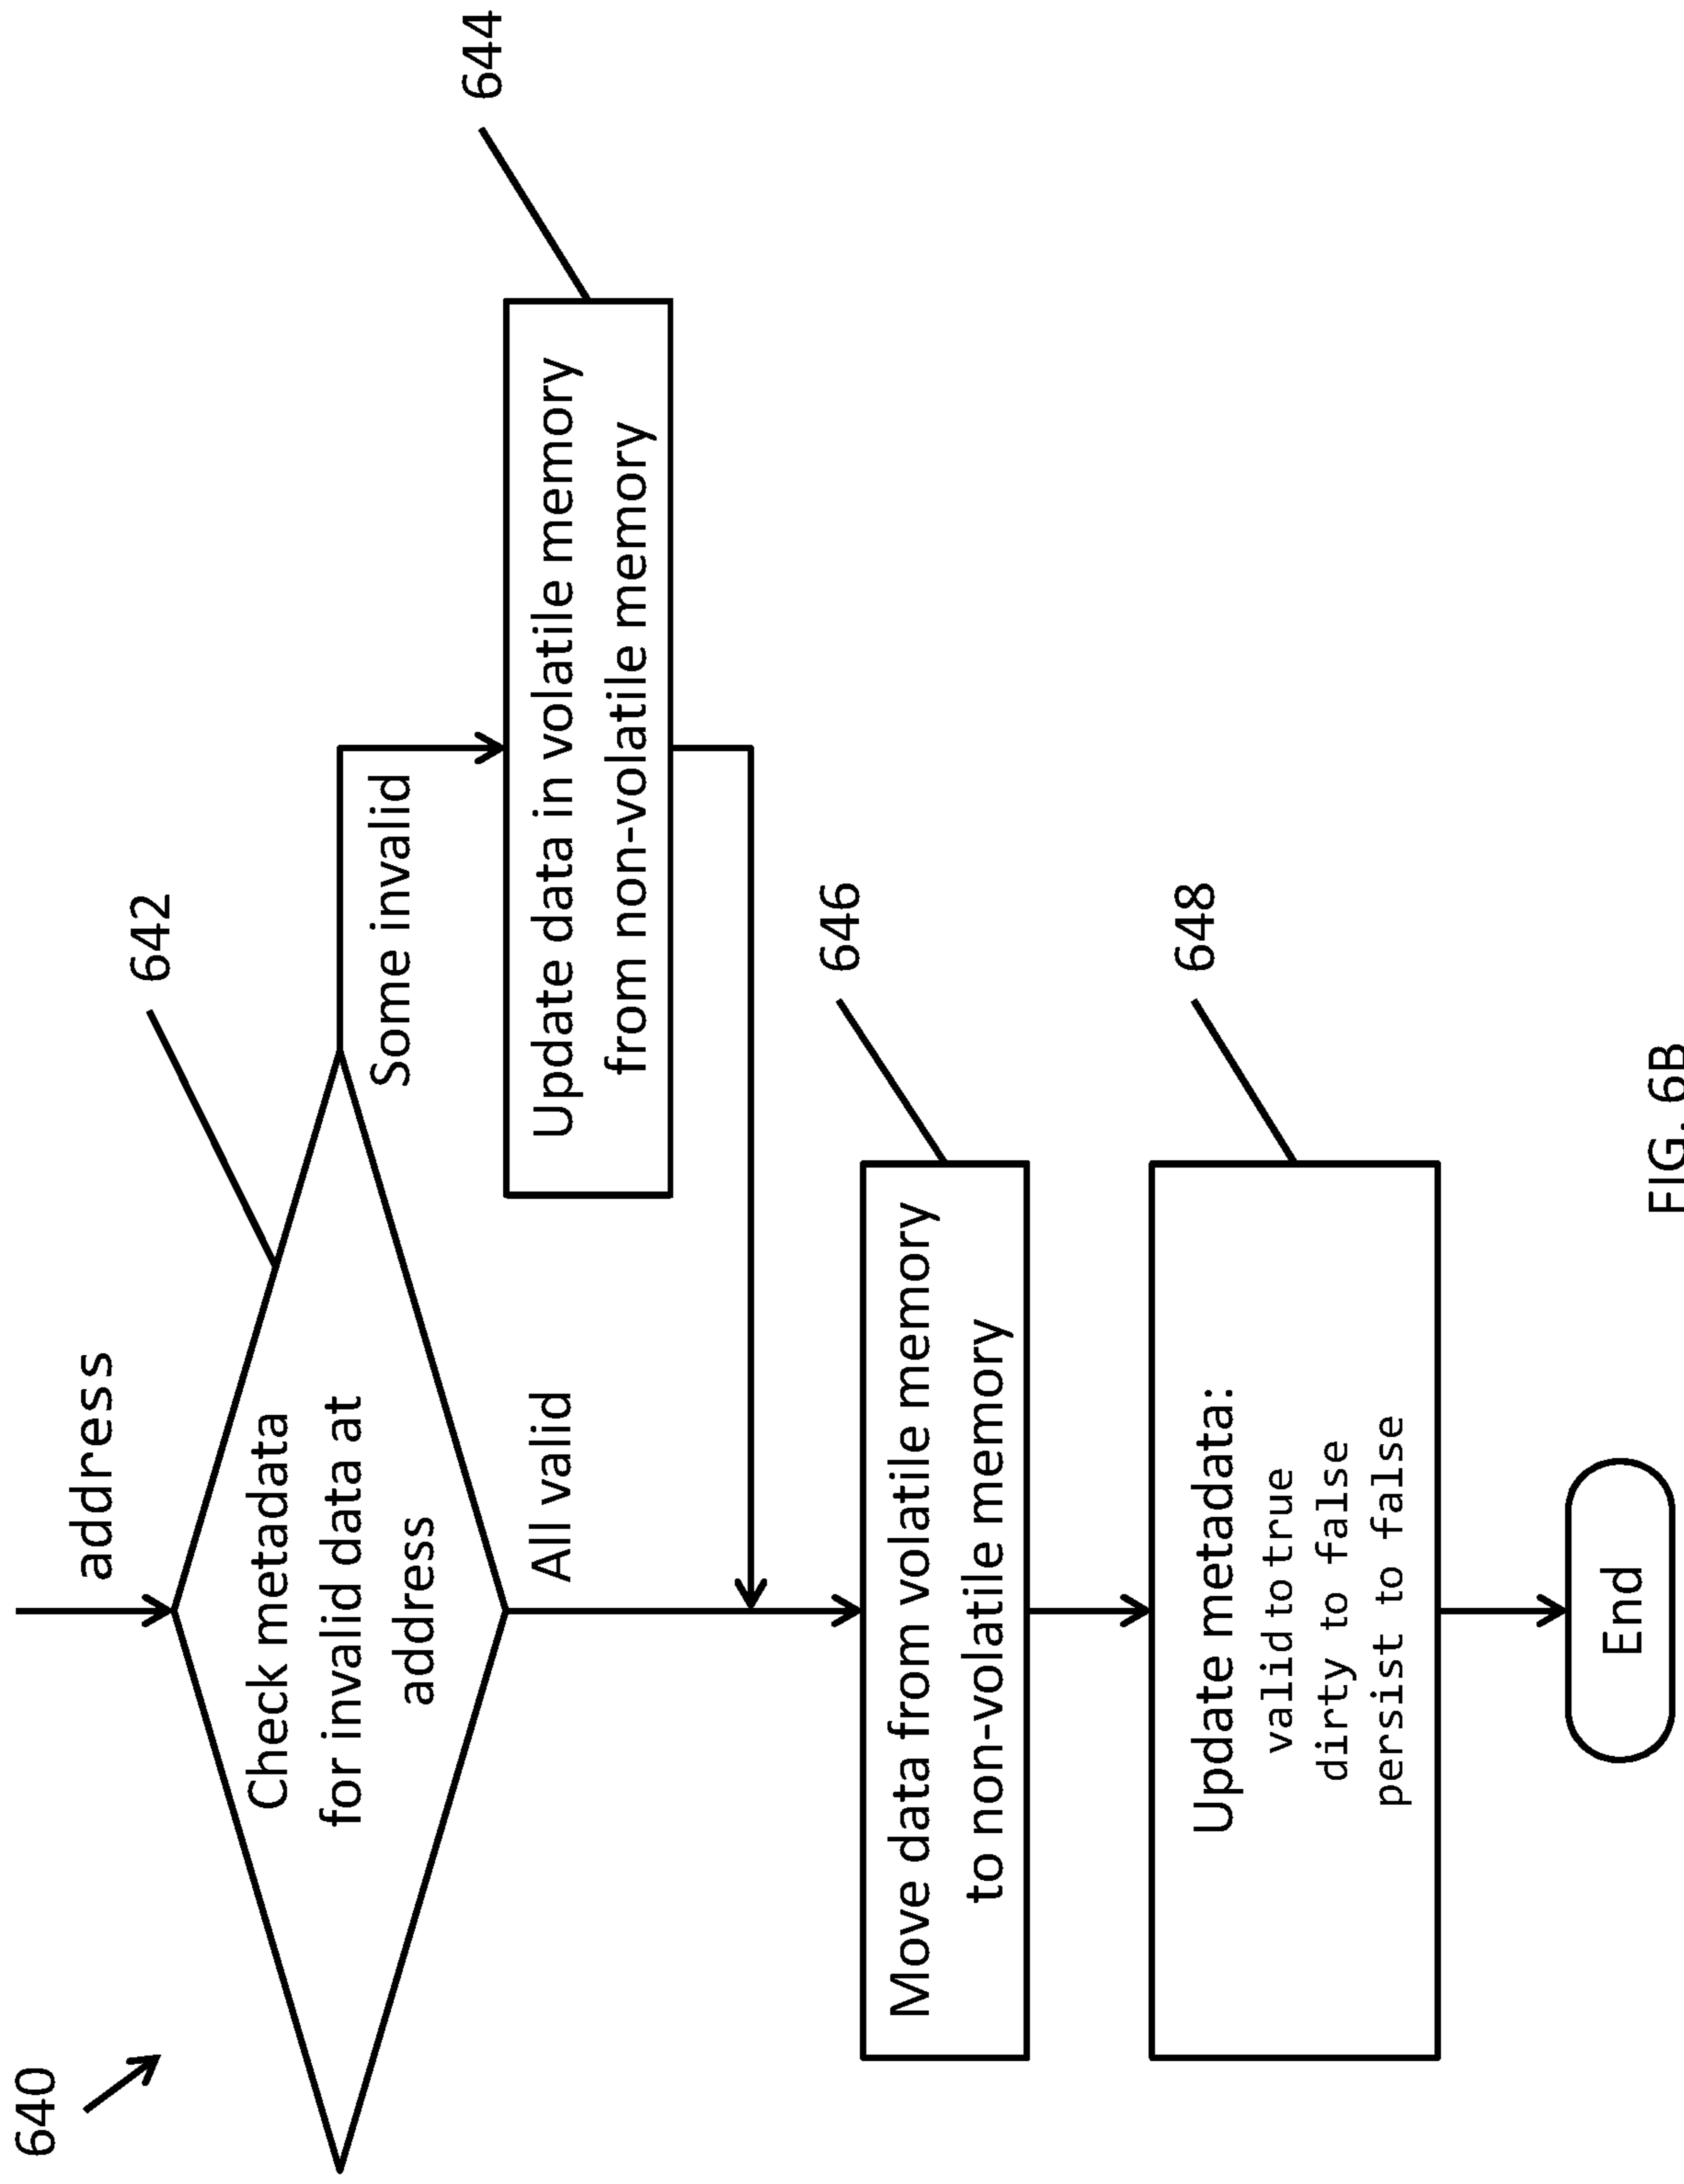 640
address
642
Check metadata
for invalid data at
address
Some invalid
644
All valid
Update data in volatile memory
from non-volatile memory
646
Move data from volatile memory
to non-volatile memory
648
Update metadata:
valid to true
dirty to false
persist to false
End
FIG. 6B